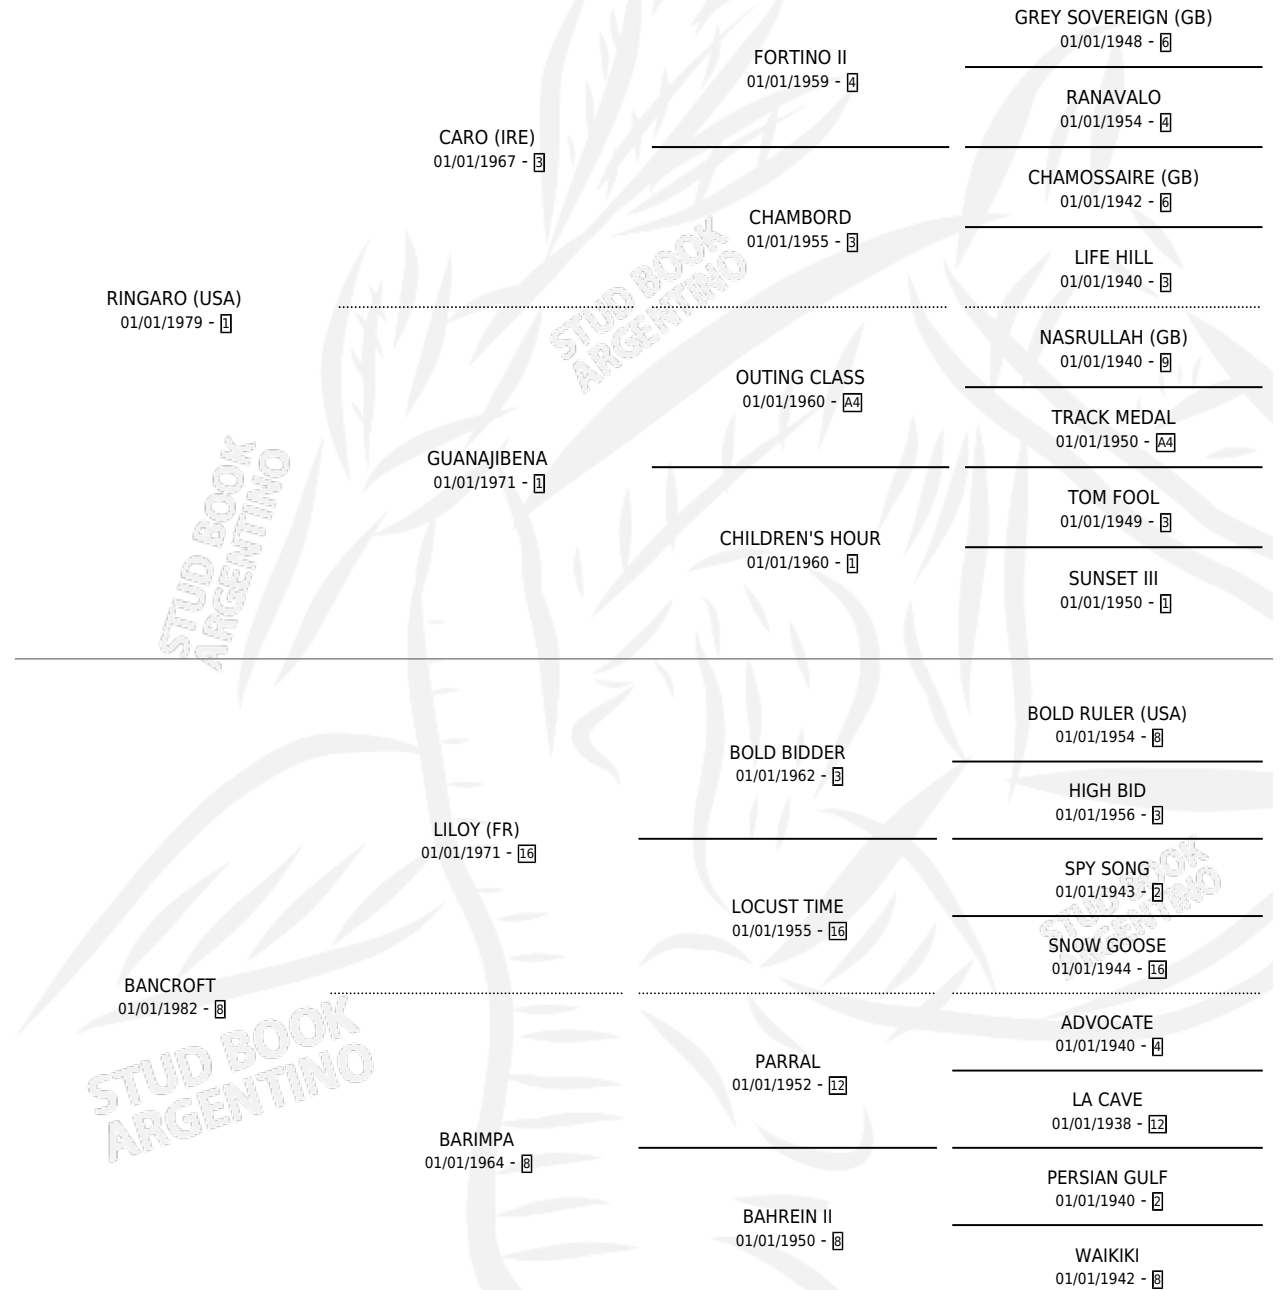 GREY SOVEREIGN (GB)
01/01/1948 - 6
FORTINO II
01/01/1959 - 4
RANAVALO
01/01/1954 - 4
CARO (IRE)
01/01/1967 - 3
CHAMOSSAIRE (GB)
01/01/1942 - 6
CHAMBORD
01/01/1955 - 3
LIFE HILL
01/01/1940 - 3
RINGARO (USA)
01/01/1979 - 1
STUD BOOK
ARGENTINO
NASRULLAH (GB)
01/01/1940 - 9
OUTING CLASS
01/01/1960 - A4
TRACK MEDAL
01/01/1950 - A4
GUANAJIBENA
01/01/1971 - 1
TOM FOOL
01/01/1949 - 3
CHILDREN'S HOUR
01/01/1960 - 1
SUNSET III
01/01/1950 - 1
STUD BOOK
ARGENTINO
BOLD RULER (USA)
01/01/1954 - 8
BOLD BIDDER
01/01/1962 - 3
HIGH BID
01/01/1956 - 3
LILOY (FR)
01/01/1971 - 16
SPY SONG
01/01/1943 - 2
LOCUST TIME
01/01/1955 - 16
SNOW GOOSE
01/01/1944 - 16
STUD BOOK
ARGENTINO
BANCROFT
01/01/1982 - 8
ADVOCATE
01/01/1940 - 4
PARRAL
01/01/1952 - 12
LA CAVE
01/01/1938 - 12
STUD BOOK
ARGENTINO
BARIMPA
01/01/1964 - 8
PERSIAN GULF
01/01/1940 - 2
BAHREIN II
01/01/1950 - 8
WAIKIKI
01/01/1942 - 8